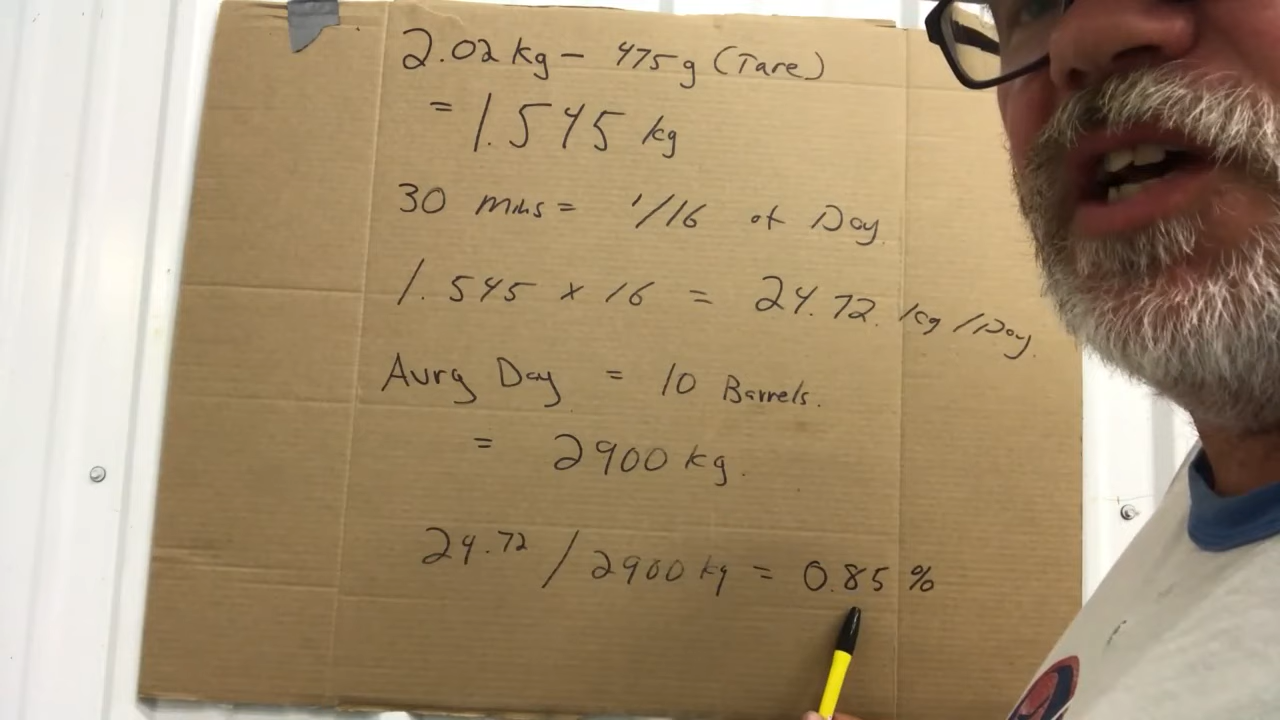 2.02 kg - 475g (Tare)
= 1.545 kg
30 mins = 1/16 of Day.
1.545 x 16 = 24.72. kg/Day.
Avrg Day = 10 Barrels.
= 2900 kg.
24.72 / 2900 kg = 0.85 %